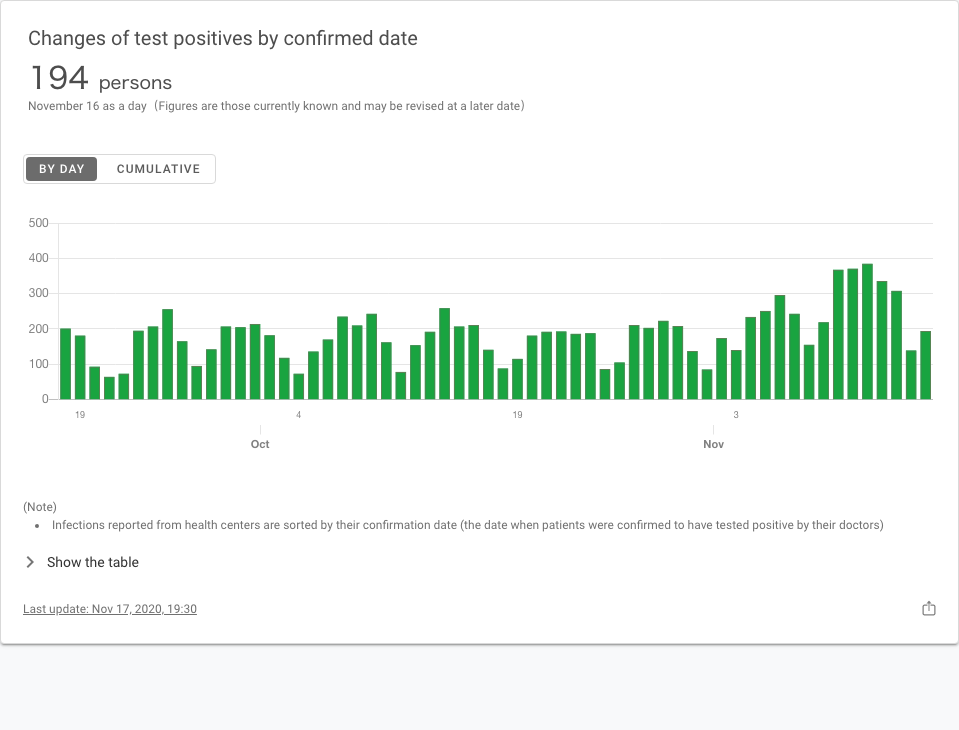 Changes of test positives by confirmed date
194 persons
November 16 as a day（Figures are those currently known and may be revised at a later date）
BY DAY CUMULATIVE
500
400
300
200
100
0
19 4 19 3
Oct Nov
(Note)
• Infections reported from health centers are sorted by their confirmation date (the date when patients were confirmed to have tested positive by their doctors)
Show the table
Last update: Nov 17, 2020, 19:30